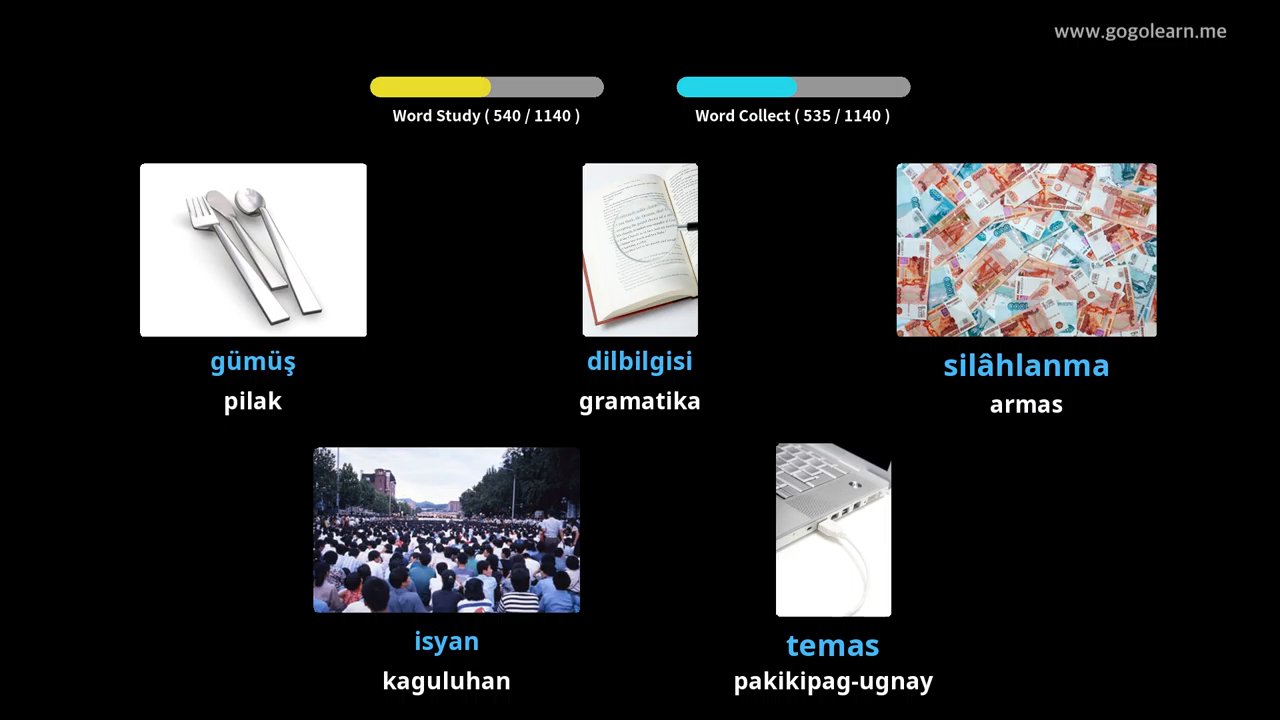 www.gogolearn.me
Word Study ( 540 / 1140 )
Word Collect ( 535 / 1140 )
gümüş
pilak
dilbilgisi
gramatika
silâhlanma
armas
isyan
kaguluhan
temas
pakikipag-ugnay